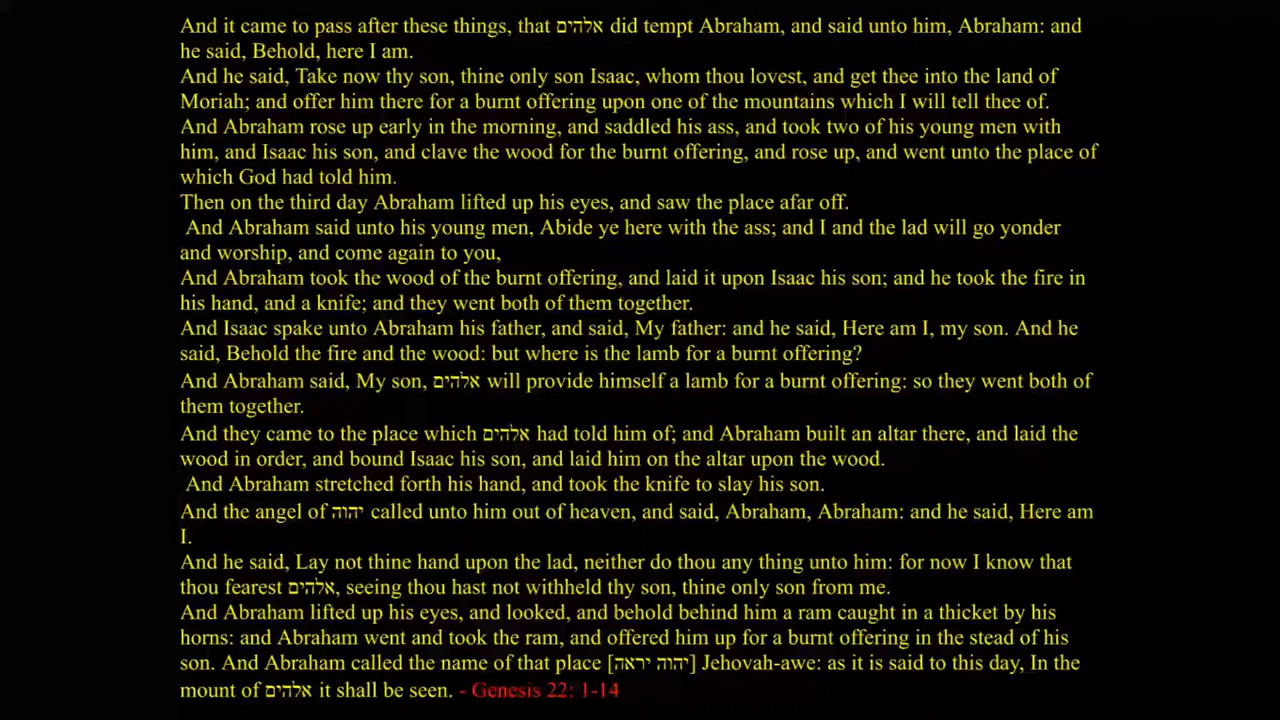 And it came to pass after these things, that אלהים did tempt Abraham, and said unto him, Abraham: and
he said, Behold, here I am.
And he said, Take now thy son, thine only son Isaac, whom thou lovest, and get thee into the land of
Moriah; and offer him there for a burnt offering upon one of the mountains which I will tell thee of.
And Abraham rose up early in the morning, and saddled his ass, and took two of his young men with
him, and Isaac his son, and clave the wood for the burnt offering, and rose up, and went unto the place of
which God had told him.
Then on the third day Abraham lifted up his eyes, and saw the place afar off.
And Abraham said unto his young men, Abide ye here with the ass; and I and the lad will go yonder
and worship, and come again to you,
And Abraham took the wood of the burnt offering, and laid it upon Isaac his son; and he took the fire in
his hand, and a knife; and they went both of them together.
And Isaac spake unto Abraham his father, and said, My father: and he said, Here am I, my son. And he
said, Behold the fire and the wood: but where is the lamb for a burnt offering?
And Abraham said, My son, אלהים will provide himself a lamb for a burnt offering: so they went both of
them together.
And they came to the place which אלהים had told him of; and Abraham built an altar there, and laid the
wood in order, and bound Isaac his son, and laid him on the altar upon the wood.
And Abraham stretched forth his hand, and took the knife to slay his son.
And the angel of יהוה called unto him out of heaven, and said, Abraham, Abraham: and he said, Here am
I.
And he said, Lay not thine hand upon the lad, neither do thou any thing unto him: for now I know that
thou fearest אלהים, seeing thou hast not withheld thy son, thine only son from me.
And Abraham lifted up his eyes, and looked, and behold behind him a ram caught in a thicket by his
horns: and Abraham went and took the ram, and offered him up for a burnt offering in the stead of his
son. And Abraham called the name of that place [יהוה יראה] Jehovah-awe: as it is said to this day, In the
mount of אלהים it shall be seen. - Genesis 22: 1-14